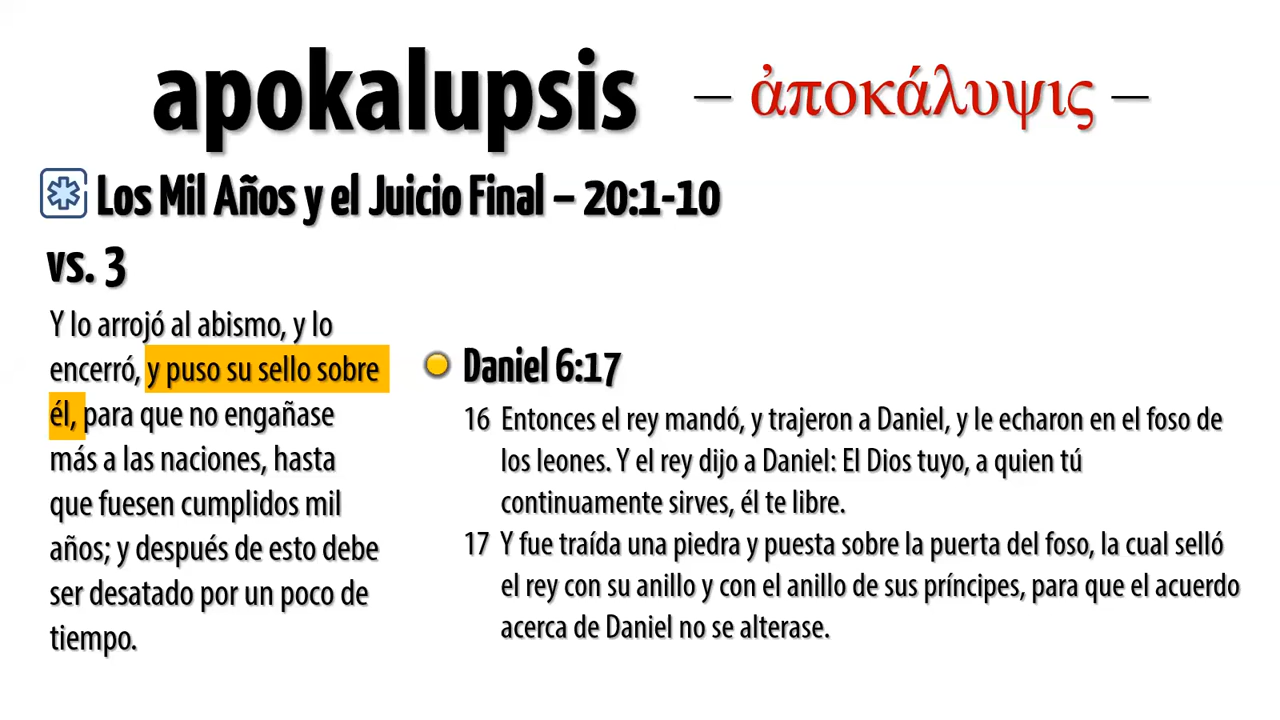 apokalupsis – ἀποκάλυψις –
Los Mil Años y el Juicio Final – 20:1-10
vs. 3
Y lo arrojó al abismo, y lo
encerró, y puso su sello sobre
él, para que no engañase
más a las naciones, hasta
que fuesen cumplidos mil
años; y después de esto debe
ser desatado por un poco de
tiempo.
Daniel 6:17
16 Entonces el rey mandó, y trajeron a Daniel, y le echaron en el foso de
los leones. Y el rey dijo a Daniel: El Dios tuyo, a quien tú
continuamente sirves, él te libre.
17 Y fue traída una piedra y puesta sobre la puerta del foso, la cual selló
el rey con su anillo y con el anillo de sus príncipes, para que el acuerdo
acerca de Daniel no se alterase.